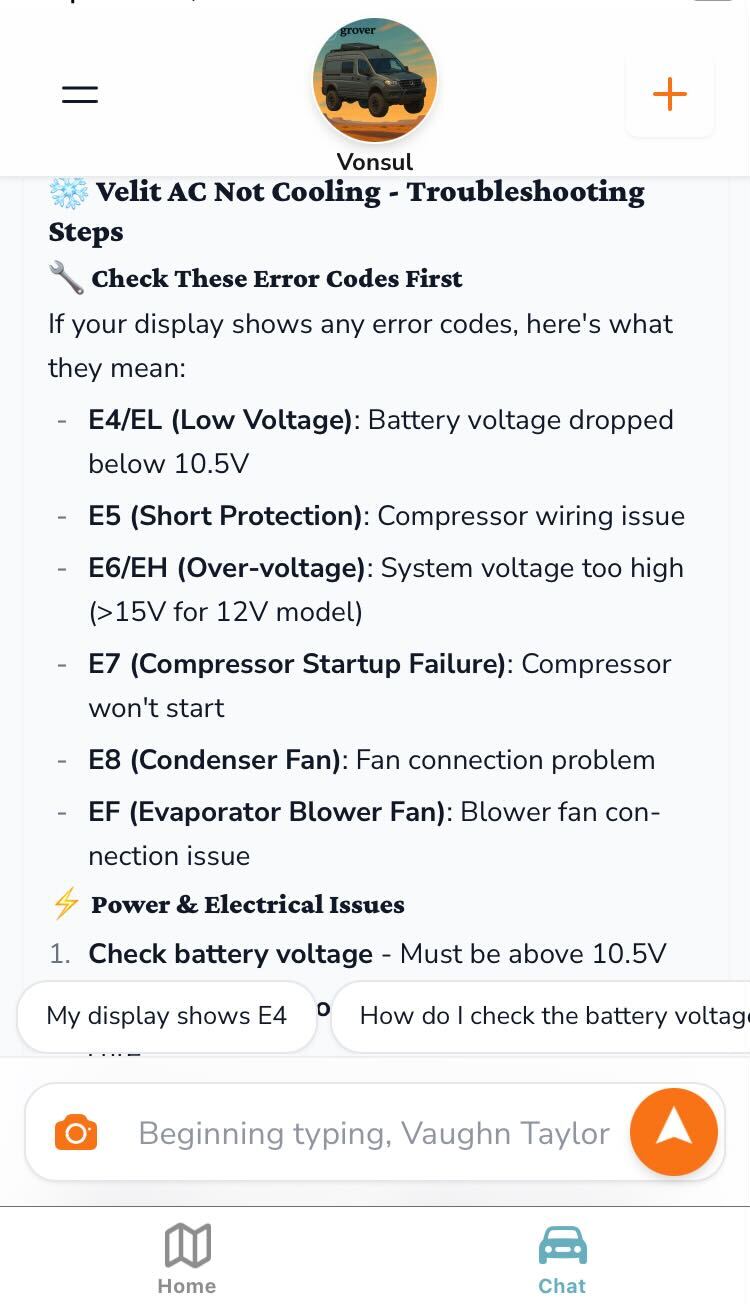 grover
Vonsul
Velit AC Not Cooling - Troubleshooting
Steps
Check These Error Codes First
If your display shows any error codes, here's what
they mean:
- E4/EL (Low Voltage): Battery voltage dropped
below 10.5V
- E5 (Short Protection): Compressor wiring issue
- E6/EH (Over-voltage): System voltage too high
(>15V for 12V model)
- E7 (Compressor Startup Failure): Compressor
won't start
- E8 (Condenser Fan): Fan connection problem
- EF (Evaporator Blower Fan): Blower fan con-
nection issue
Power & Electrical Issues
1. Check battery voltage - Must be above 10.5V
My display shows E4
How do I check the battery voltage
Beginning typing, Vaughn Taylor
Home
Chat